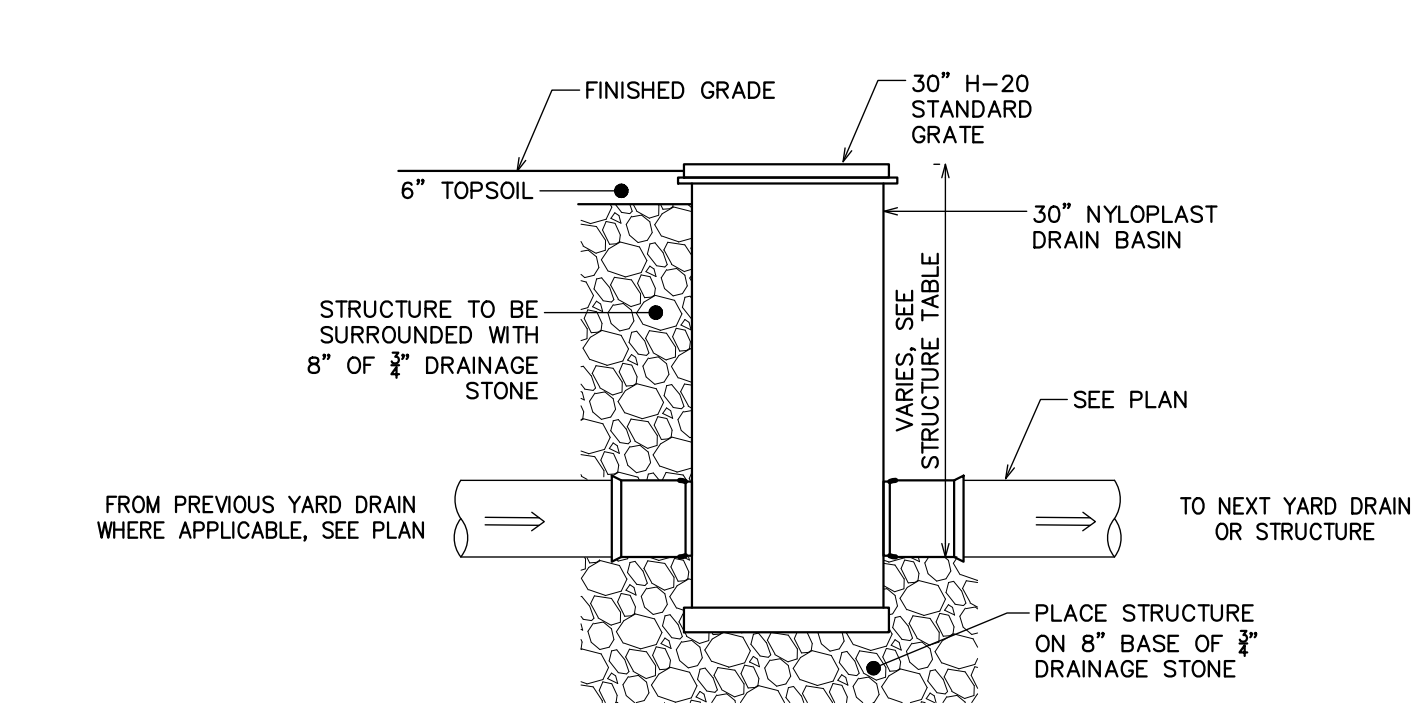 FINISHED GRADE
30” H-20
STANDARD
GRATE
6” TOPSOIL
30” NYLOPLAST
DRAIN BASIN
STRUCTURE TO BE
SURROUNDED WITH
8” OF 3/4” DRAINAGE
STONE
VARIES, SEE
STRUCTURE TABLE
SEE PLAN
FROM PREVIOUS YARD DRAIN
WHERE APPLICABLE, SEE PLAN
TO NEXT YARD DRAIN
OR STRUCTURE
PLACE STRUCTURE
ON 8” BASE OF 3/4”
DRAINAGE STONE